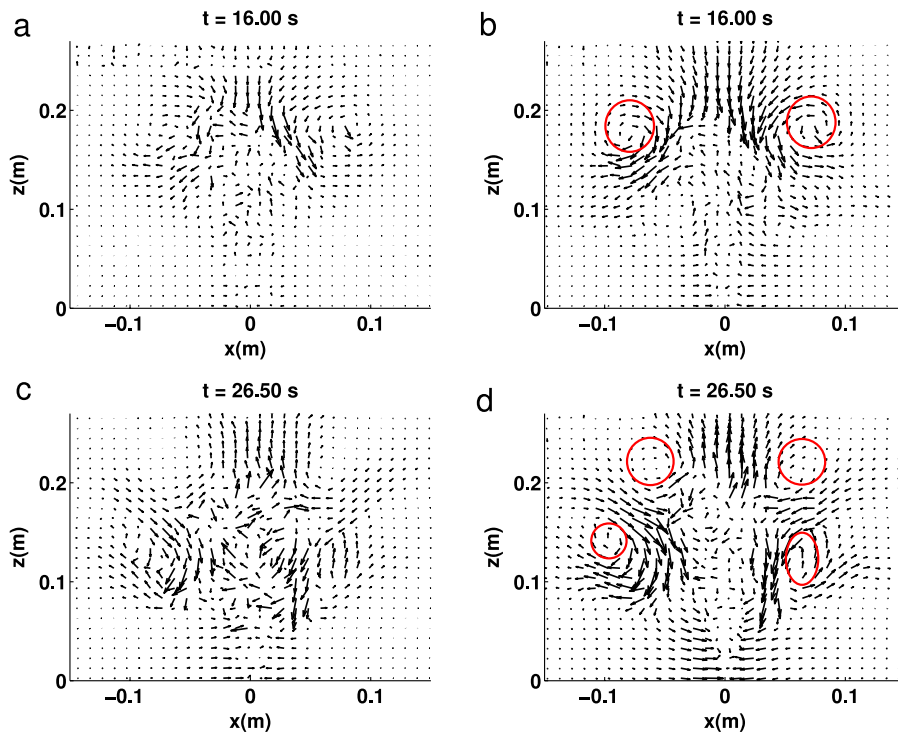 a
t = 16.00 s
z(m)
0.2
0.1
0
−0.1 0 0.1
x(m)
b
t = 16.00 s
z(m)
0.2
0.1
0
−0.1 0 0.1
x(m)
c
t = 26.50 s
z(m)
0.2
0.1
0
−0.1 0 0.1
x(m)
d
t = 26.50 s
z(m)
0.2
0.1
0
−0.1 0 0.1
x(m)